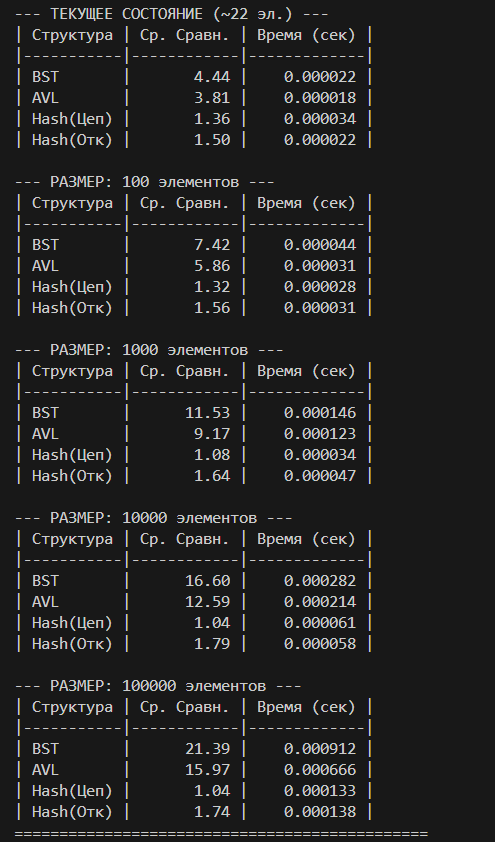 --- ТЕКУЩЕЕ СОСТОЯНИЕ (~22 эл.) ---
| Структура | Ср. Сравн. | Время (сек) |
|-----------|------------|-------------|
| BST       |       4.44 |    0.000022 |
| AVL       |       3.81 |    0.000018 |
| Hash(Цеп) |       1.36 |    0.000034 |
| Hash(Отк) |       1.50 |    0.000022 |
--- РАЗМЕР: 100 элементов ---
| Структура | Ср. Сравн. | Время (сек) |
|-----------|------------|-------------|
| BST       |       7.42 |    0.000044 |
| AVL       |       5.86 |    0.000031 |
| Hash(Цеп) |       1.32 |    0.000028 |
| Hash(Отк) |       1.56 |    0.000031 |
--- РАЗМЕР: 1000 элементов ---
| Структура | Ср. Сравн. | Время (сек) |
|-----------|------------|-------------|
| BST       |      11.53 |    0.000146 |
| AVL       |       9.17 |    0.000123 |
| Hash(Цеп) |       1.08 |    0.000034 |
| Hash(Отк) |       1.64 |    0.000047 |
--- РАЗМЕР: 10000 элементов ---
| Структура | Ср. Сравн. | Время (сек) |
|-----------|------------|-------------|
| BST       |      16.60 |    0.000282 |
| AVL       |      12.59 |    0.000214 |
| Hash(Цеп) |       1.04 |    0.000061 |
| Hash(Отк) |       1.79 |    0.000058 |
--- РАЗМЕР: 100000 элементов ---
| Структура | Ср. Сравн. | Время (сек) |
|-----------|------------|-------------|
| BST       |      21.39 |    0.000912 |
| AVL       |      15.97 |    0.000666 |
| Hash(Цеп) |       1.04 |    0.000133 |
| Hash(Отк) |       1.74 |    0.000138 |
==============================================